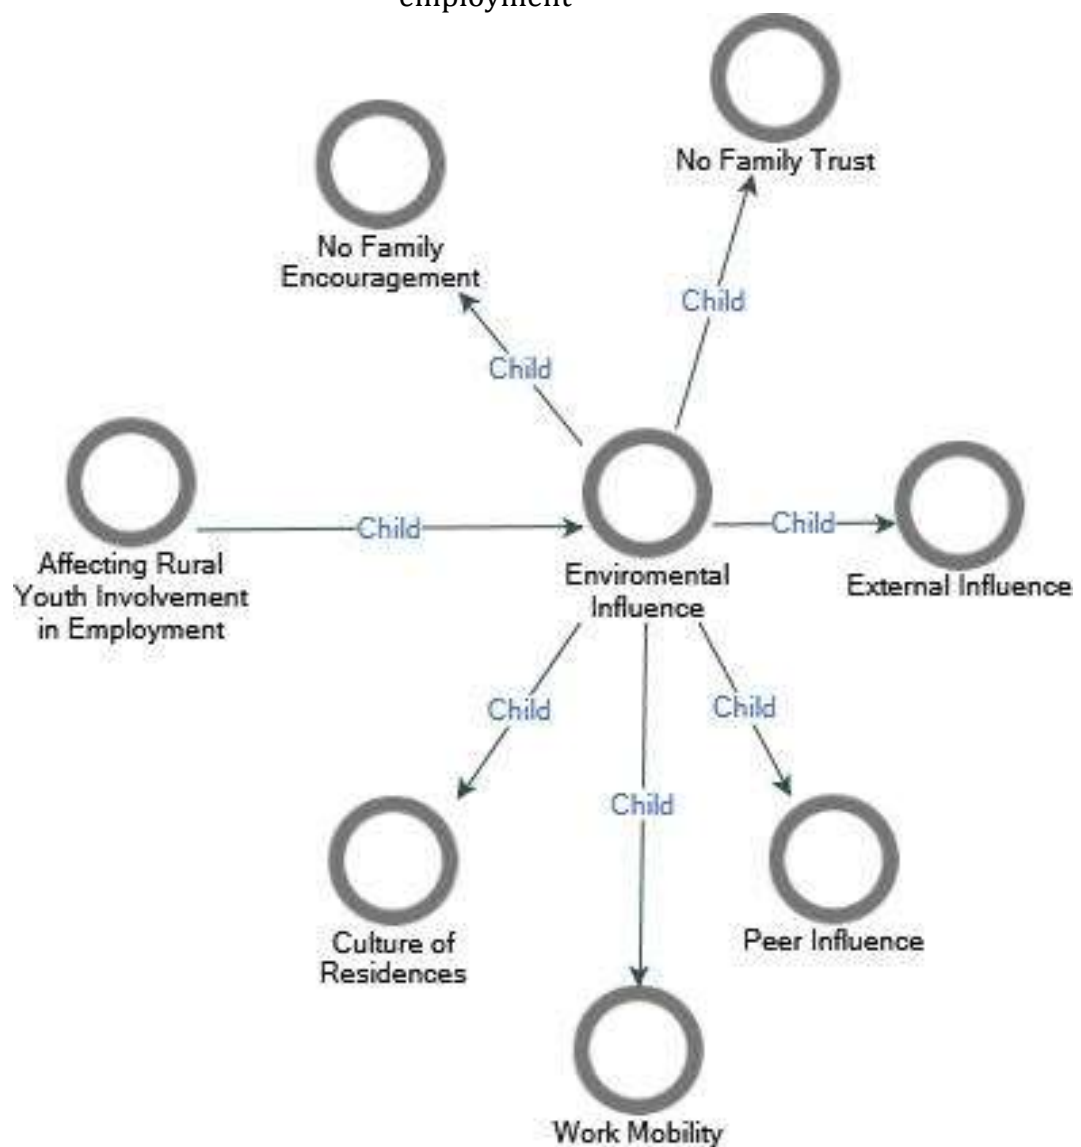 employment
No Family Trust
No Family
Encouragement
Child
Child
Affecting Rural
Youth Involvement
in Employment
Child
Enviromental
Influence
Child
External Influence
Child
Child
Child
Culture of
Residences
Peer Influence
Work Mobility